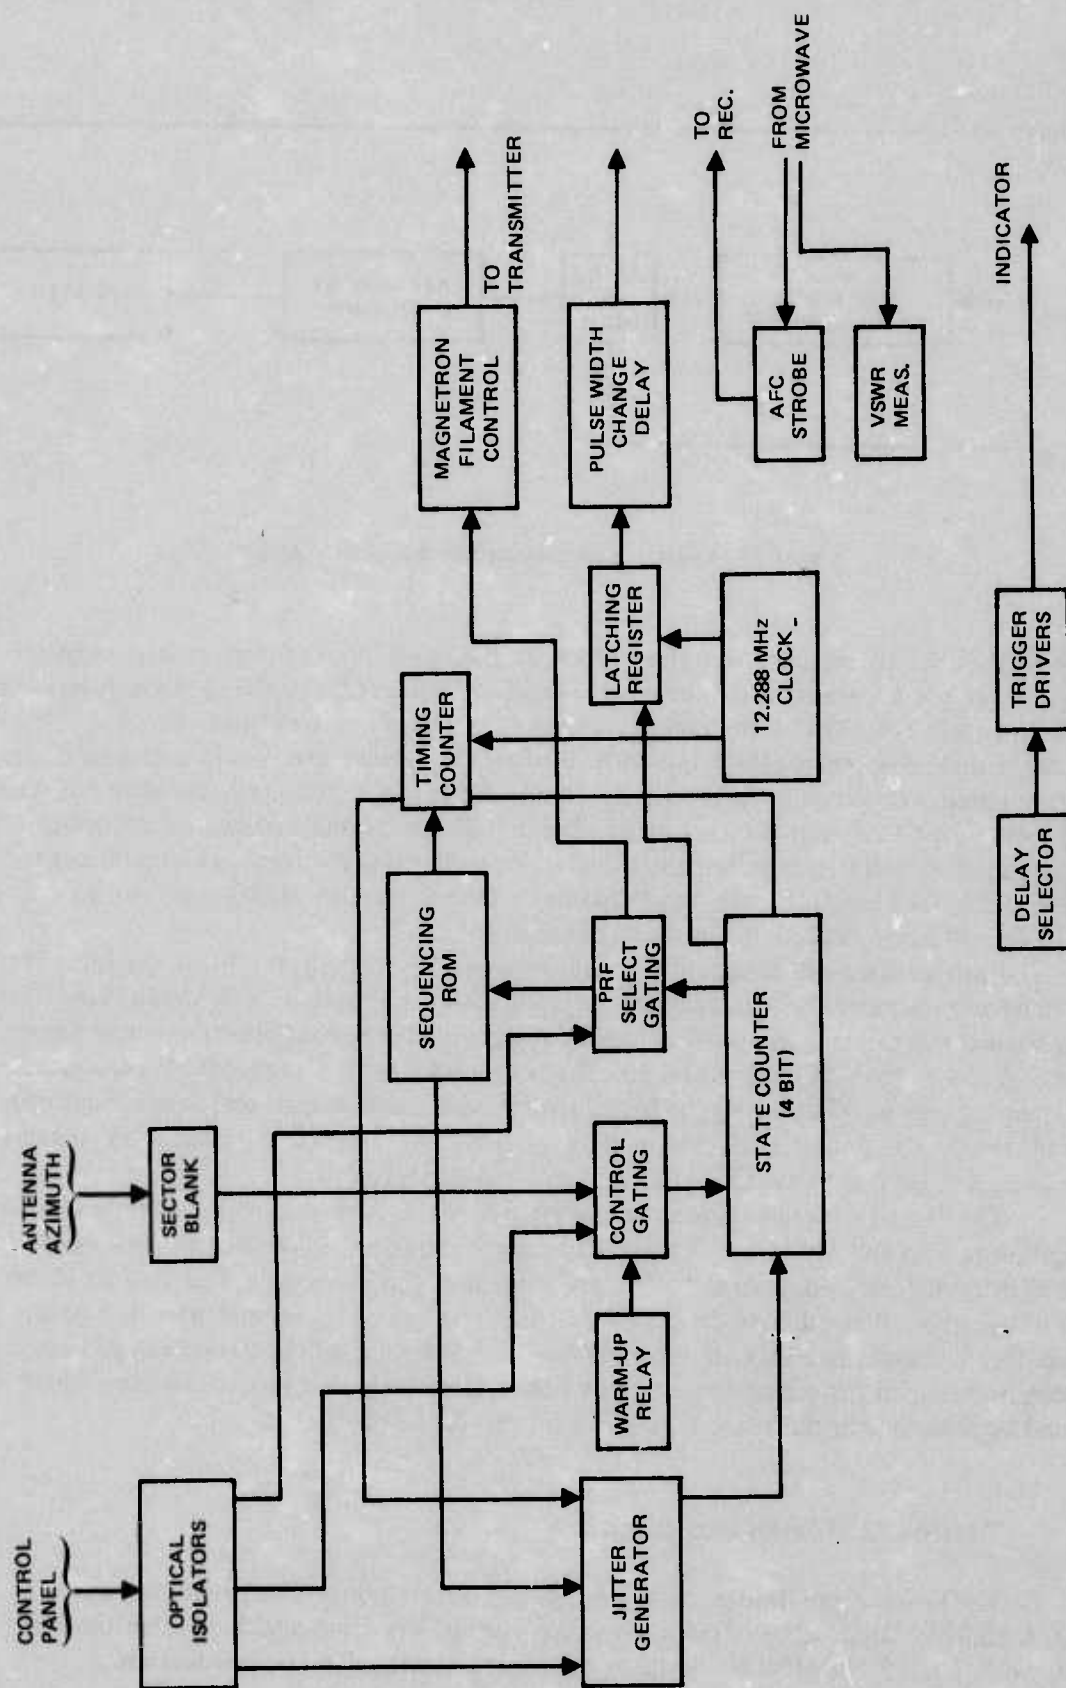 CONTROL
PANEL
ANTENNA
AZIMUTH
OPTICAL
ISOLATORS
SECTOR
BLANK
SEQUENCING
ROM
TIMING
COUNTER
MAGNETRON
FILAMENT
CONTROL
TO
TRANSMITTER
JITTER
GENERATOR
WARM-UP
RELAY
CONTROL
GATING
PRF
SELECT
GATING
LATCHING
REGISTER
PULSE WIDTH
CHANGE
DELAY
STATE COUNTER
(4 BIT)
12.288 MHz
CLOCK
AFC
STROBE
TO
REC.
VSWR
MEAS.
FROM
MICROWAVE
DELAY
SELECTOR
TRIGGER
DRIVERS
INDICATOR